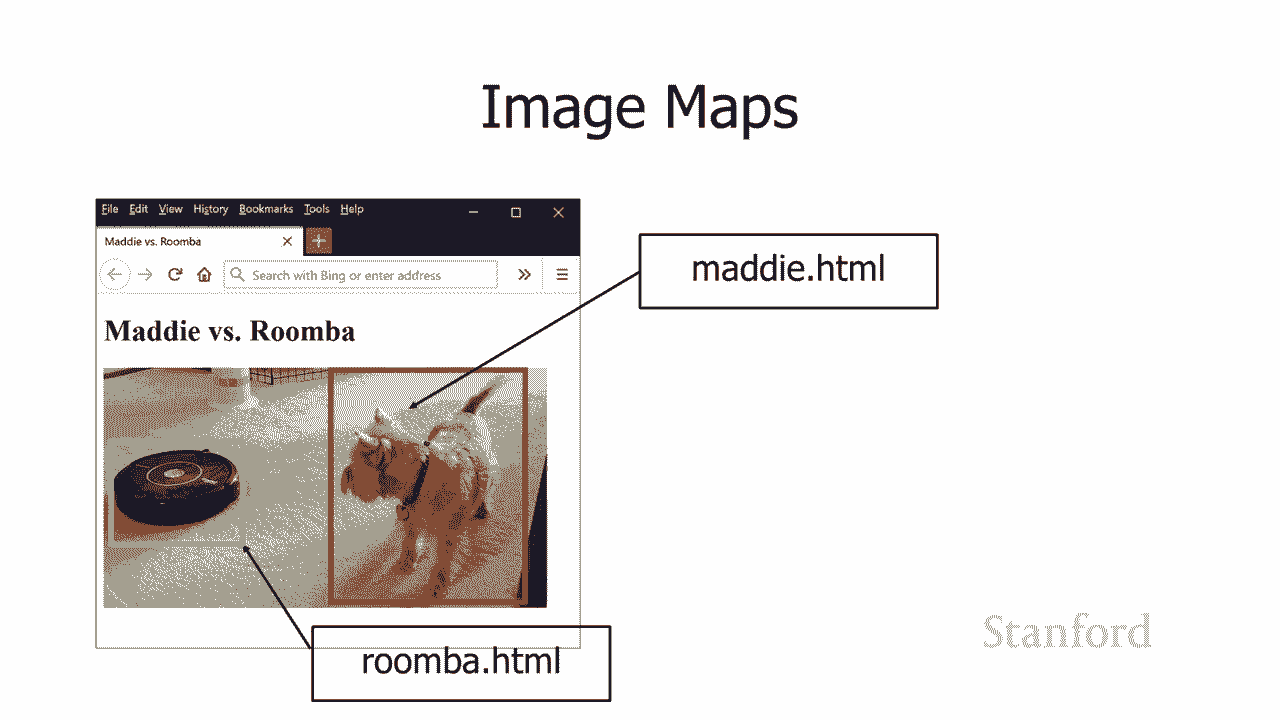 Image Maps
File Edit View History Bookmarks Tools Help
Maddie vs. Roomba
Search with Bing or enter address
Maddie vs. Roomba
maddie.html
roomba.html
Stanford